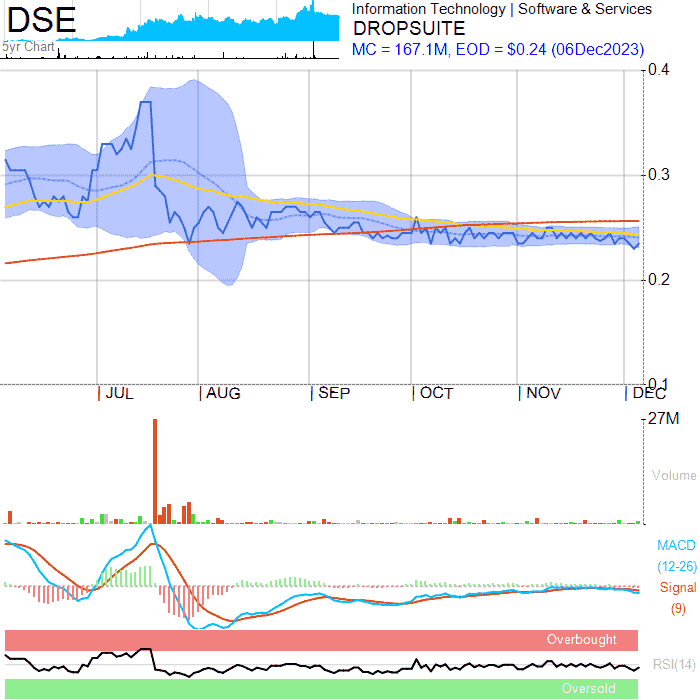 DSE
5yr Chart
Information Technology | Software & Services
DROPSUITE
MC = 167.1M, EOD = $0.24 (06Dec2023)
0.4
0.3
0.2
0.1
JUL AUG SEP OCT NOV DEC
27M
Volume
MACD
(12-26)
Signal
(9)
Overbought
RSI(14)
Oversold